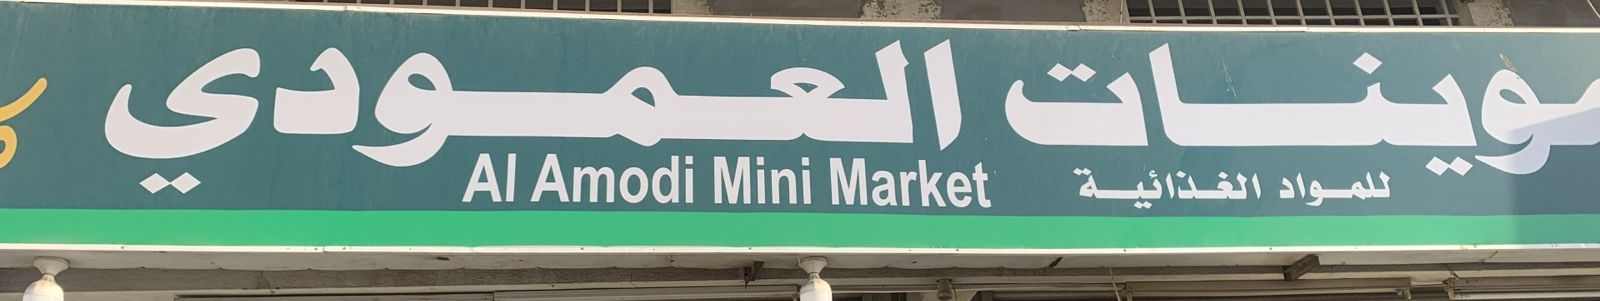 موينات العمودي
Al Amodi Mini Market
للمواد الغذائية